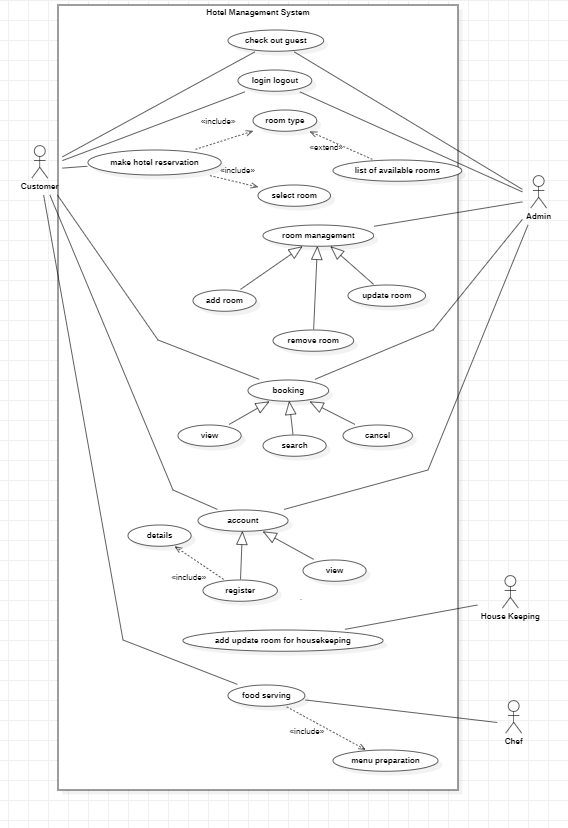 Hotel Management System
check out guest
login logout
«include»
room type
«extend»
make hotel reservation
«include»
list of available rooms
Customer
select room
Admin
room management
add room
update room
remove room
booking
view
search
cancel
account
details
view
«include»
register
House Keeping
add update room for housekeeping
food serving
«include»
Chef
menu preparation